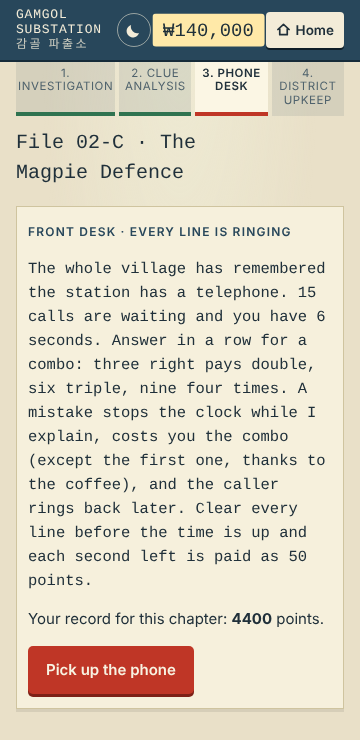 GAMGOL
SUBSTATION
감골 파출소
₩140,000
Home
1.
INVESTIGATION
2. CLUE
ANALYSIS
3. PHONE
DESK
4.
DISTRICT
UPKEEP
File 02-C · The
Magpie Defence
FRONT DESK · EVERY LINE IS RINGING
The whole village has remembered
the station has a telephone. 15
calls are waiting and you have 6
seconds. Answer in a row for a
combo: three right pays double,
six triple, nine four times. A
mistake stops the clock while I
explain, costs you the combo
(except the first one, thanks to
the coffee), and the caller
rings back later. Clear every
line before the time is up and
each second left is paid as 50
points.
Your record for this chapter: 4400 points.
Pick up the phone